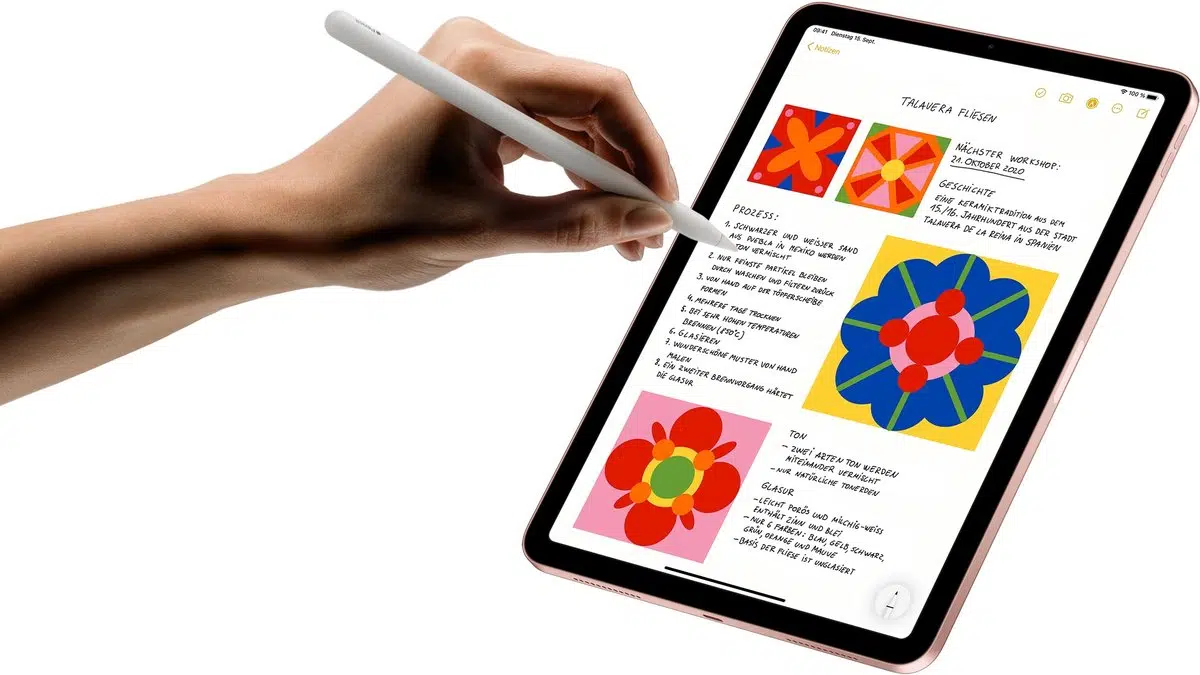 09:41 Dienstag 15. Sept.
100 %
Notizen
TALAVERA FLIESEN
NÄCHSTER WORKSHOP:
21. OKTOBER 2020
GESCHICHTE
EINE KERAMIKTRADITION AUS DEM
15./16. JAHRHUNDERT AUS DER STADT
TALAVERA DE LA REINA IN SPANIEN
PROZESS:
1. SCHWARZER UND WEISSER SAND
AUS PUEBLA IN MEXIKO WERDEN
TON VERMISCHT
2. NUR FEINSTE PARTIKEL BLEIBEN
DURCH WASCHEN UND FILTERN ZURÜCK
3. VON HAND AUF DER TÖPFERSCHEIBE
FORMEN
4. MEHRERE TAGE TROCKNEN
5. BEI SEHR HOHEN TEMPERATUREN
BRENNEN (850°C)
6. GLASIEREN
7. WUNDERSCHÖNE MUSTER VON HAND
MALEN
8. EIN ZWEITER BRENNVORGANG HÄRTET
DIE GLASUR
TON
– ZWEI ARTEN TON WERDEN
MITEINANDER VERMISCHT
– NUR NATÜRLICHE TONERDEN
GLASUR
– LEICHT PORÖS UND MILCHIG-WEISS
ENTHÄLT ZINN UND BLEI
– NUR 6 FARBEN: BLAU, GELB, SCHWARZ,
GRÜN, ORANGE UND MAUVE
– BASIS DER FLIESE IST UNGLASIERT